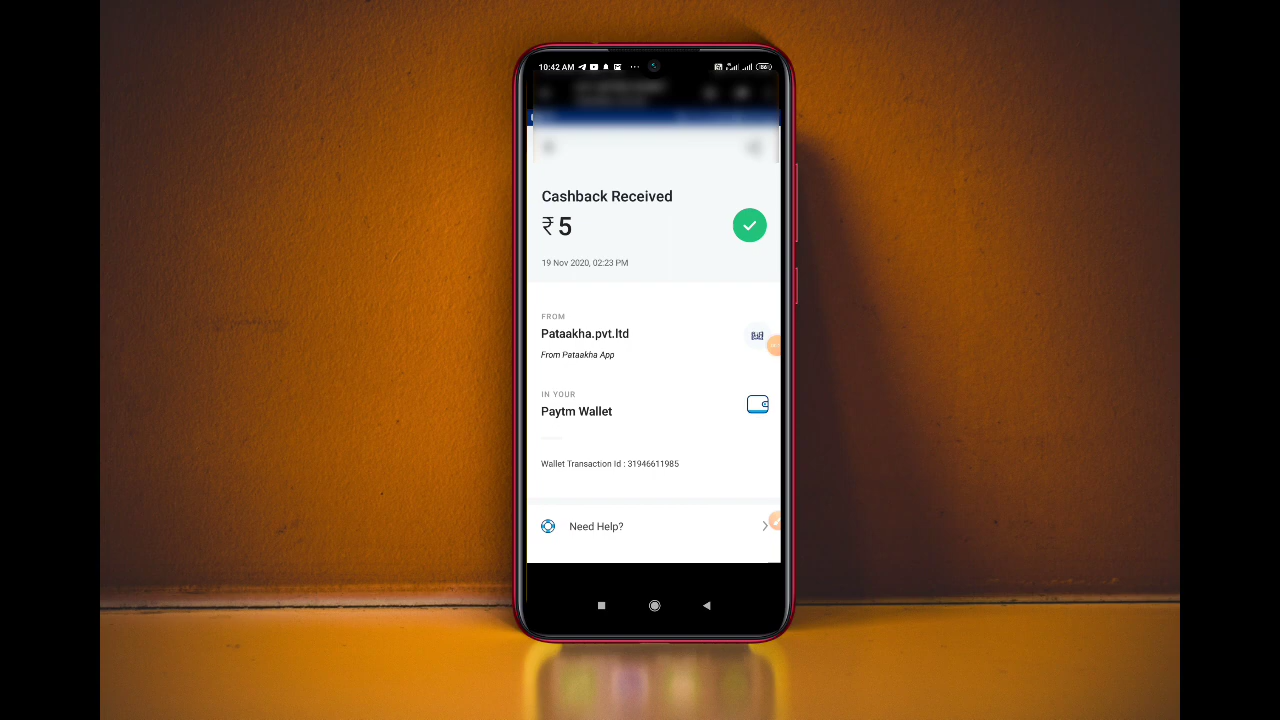 10:42 AM
Cashback Received
₹5
19 Nov 2020, 02:23 PM
FROM
Pataakha.pvt.ltd
From Pataakha App
IN YOUR
Paytm Wallet
Wallet Transaction Id : 31946611985
Need Help?